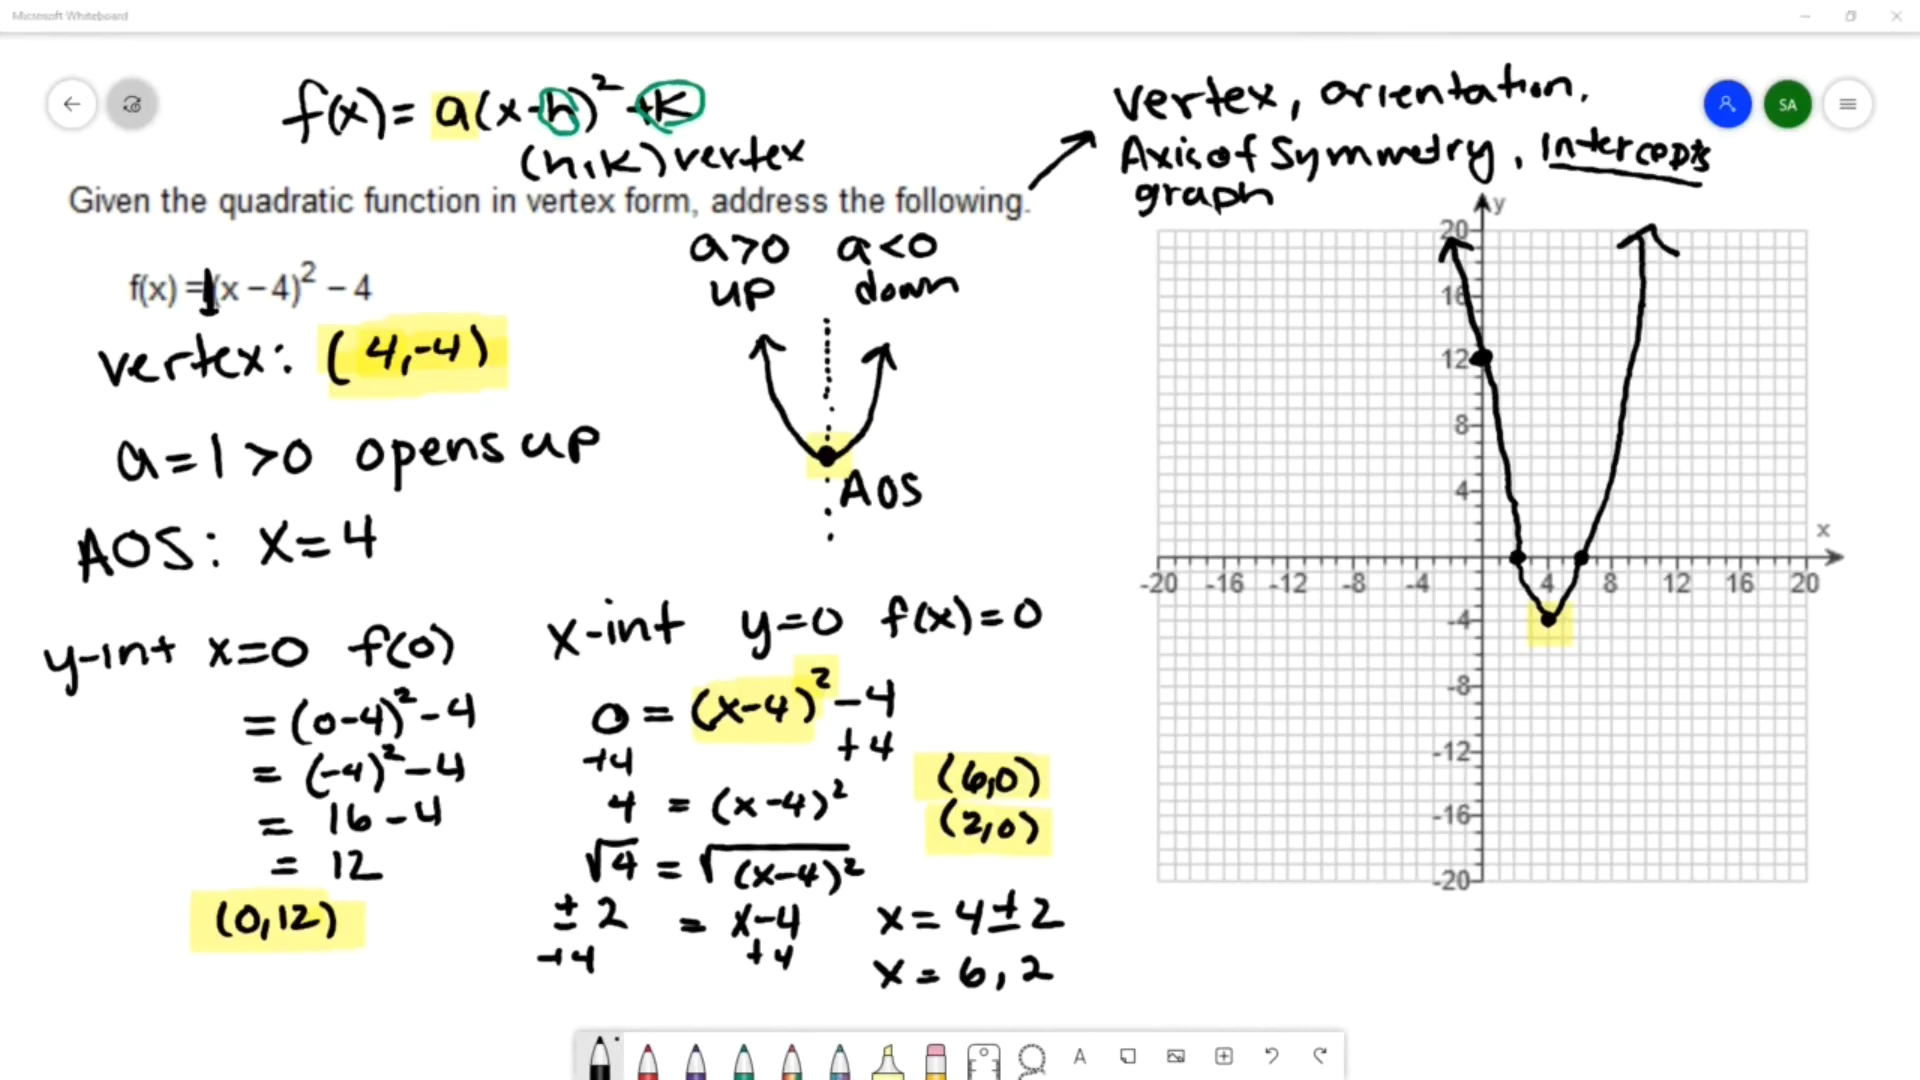 Microsoft Whiteboard
f(x) = a(x-h)² + k
(h,k) vertex
vertex, orientation,
Axis of Symmetry, Intercepts
graph
SA
Given the quadratic function in vertex form, address the following.
f(x) = 1(x − 4)² − 4
vertex: (4,-4)
a = 1 > 0 opens up
AOS: x = 4
a>0 a<0
up down
AOS
y-int x=0 f(0)
= (0-4)² - 4
= (-4)² - 4
= 16 - 4
= 12
(0,12)
x-int y=0 f(x)=0
0 = (x-4)² - 4
+4 +4
4 = (x-4)²
√4 = √(x-4)²
± 2 = x-4
+4 +4
x = 4 ± 2
x = 6, 2
(6,0)
(2,0)
y
20
16
12
8
4
x
-20 -16 -12 -8 -4 4 8 12 16 20
-4
-8
-12
-16
-20
A